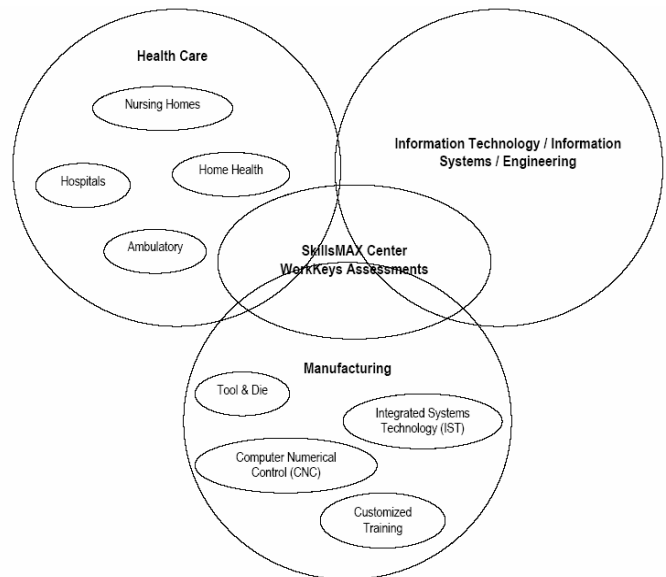 Health Care
Nursing Homes
Home Health
Hospitals
Ambulatory
Information Technology / Information
Systems / Engineering
SkillsMAX Center
WorkKeys Assessments
Manufacturing
Tool & Die
Integrated Systems
Technology (IST)
Computer Numerical
Control (CNC)
Customized
Training